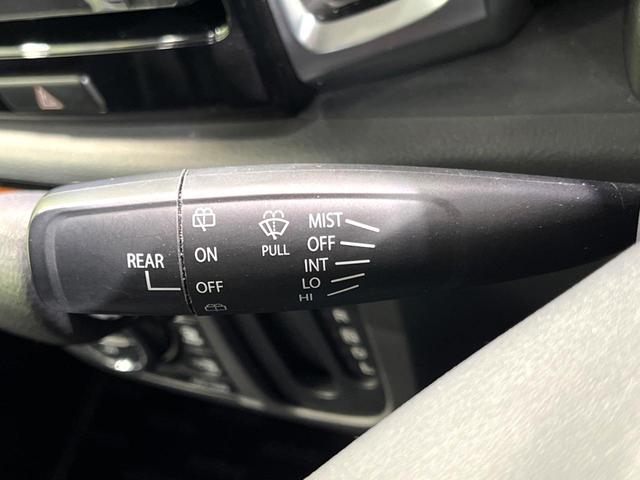 REAR
ON
OFF
PULL
MIST
OFF
INT
LO
HI